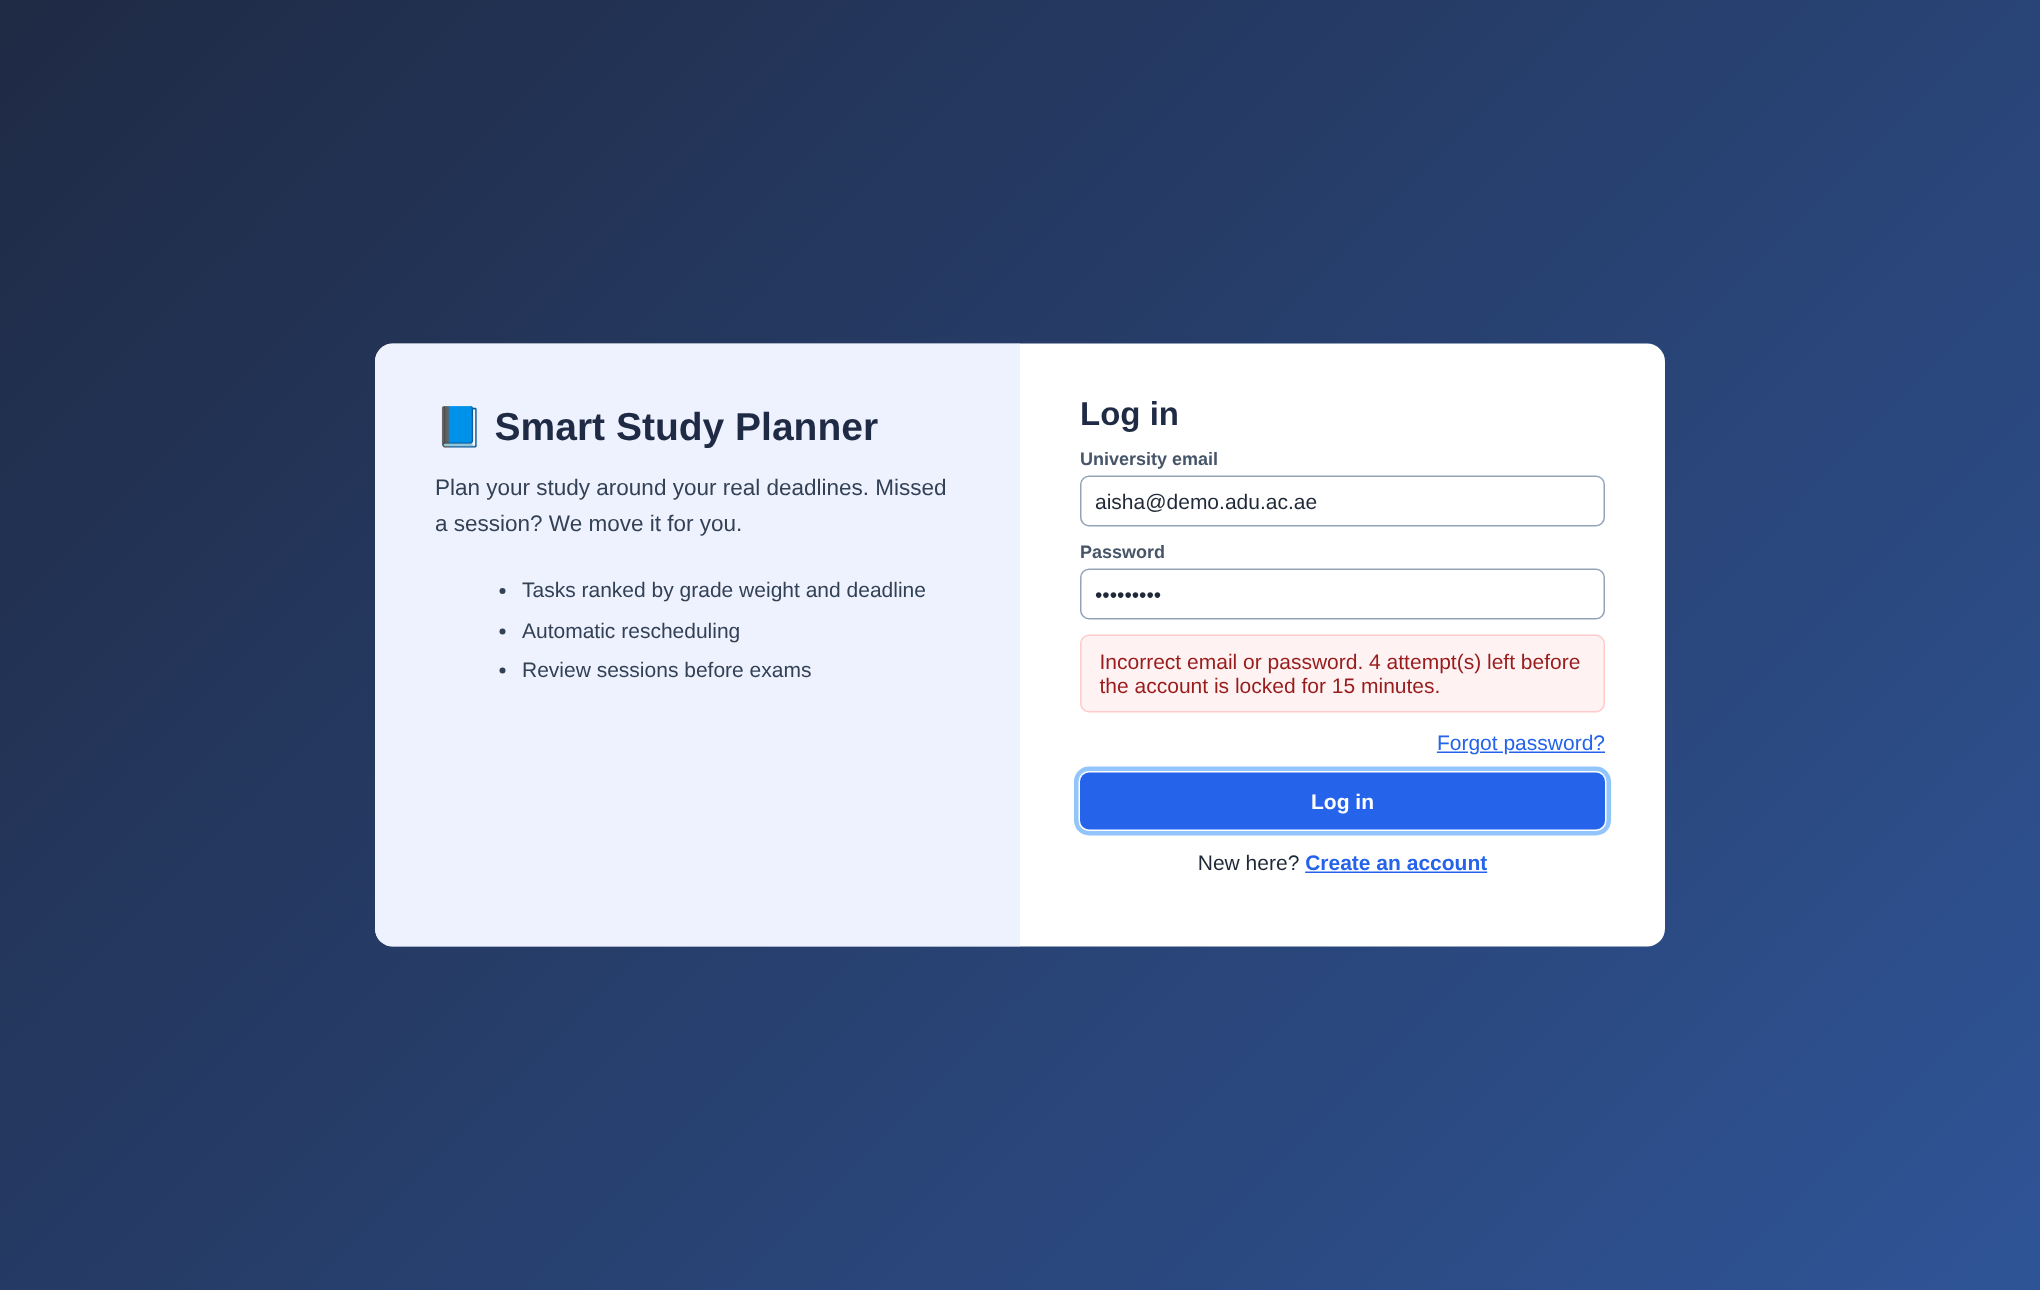 📘 Smart Study Planner
Plan your study around your real deadlines. Missed
a session? We move it for you.
• Tasks ranked by grade weight and deadline
• Automatic rescheduling
• Review sessions before exams
Log in
University email
aisha@demo.adu.ac.ae
Password
•••••••••
Incorrect email or password. 4 attempt(s) left before
the account is locked for 15 minutes.
Forgot password?
Log in
New here? Create an account